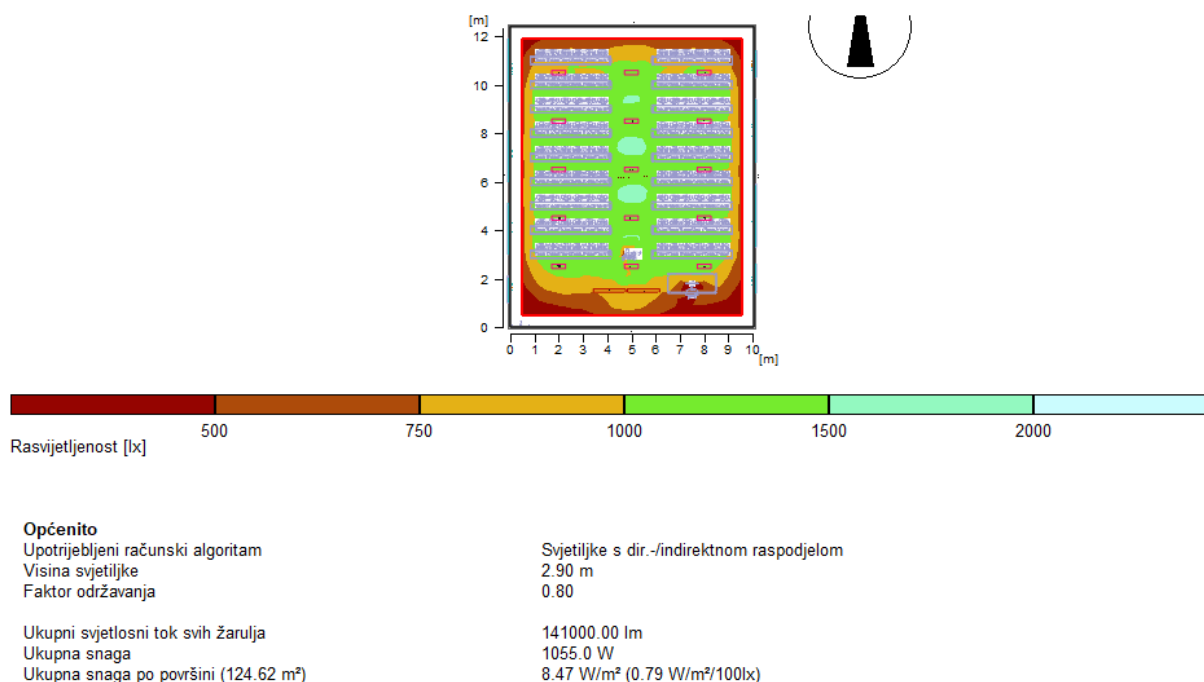 [m]
12
10
8
6
4
2
0
0 1 2 3 4 5 6 7 8 9 10
[m]
500 750 1000 1500 2000
Rasvijetljenost [lx]
Općenito
Upotrijebljeni računski algoritam Svjetiljke s dir.-/indirektnom raspodjelom
Visina svjetiljke 2.90 m
Faktor održavanja 0.80
Ukupni svjetlosni tok svih žarulja 141000.00 lm
Ukupna snaga 1055.0 W
Ukupna snaga po površini (124.62 m²) 8.47 W/m² (0.79 W/m²/100lx)